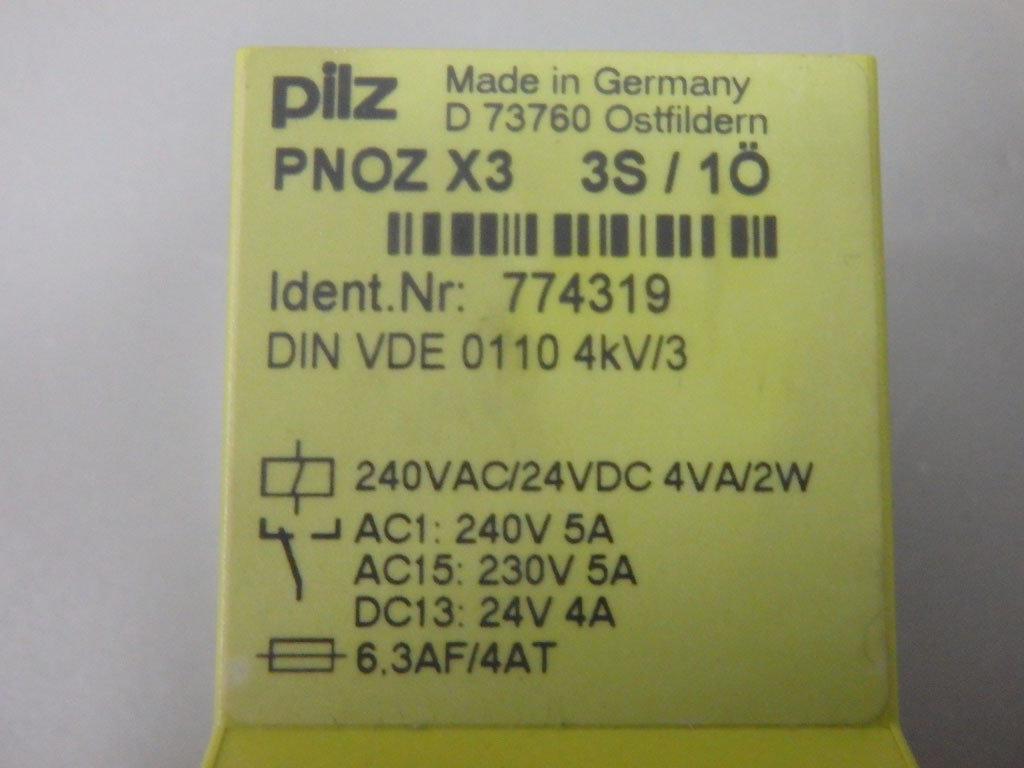 pilz
Made in Germany
D 73760 Ostfildern
PNOZ X3 3S / 1Ö
Ident.Nr: 774319
DIN VDE 0110 4kV/3
240VAC/24VDC 4VA/2W
AC1: 240V 5A
AC15: 230V 5A
DC13: 24V 4A
6,3AF/4AT